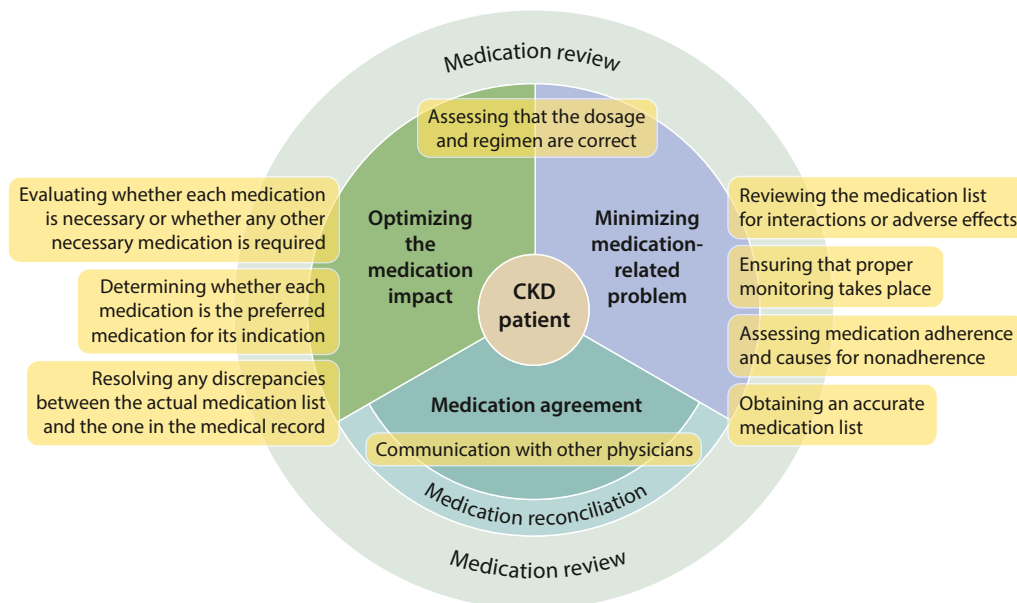 Medication review
Assessing that the dosage
and regimen are correct
Evaluating whether each medication
is necessary or whether any other
necessary medication is required
Determining whether each
medication is the preferred
medication for its indication
Resolving any discrepancies
between the actual medication list
and the one in the medical record
Optimizing
the
medication
impact
CKD
patient
Minimizing
medication-
related
problem
Reviewing the medication list
for interactions or adverse effects
Ensuring that proper
monitoring takes place
Assessing medication adherence
and causes for nonadherence
Obtaining an accurate
medication list
Medication agreement
Communication with other physicians
Medication reconciliation
Medication review